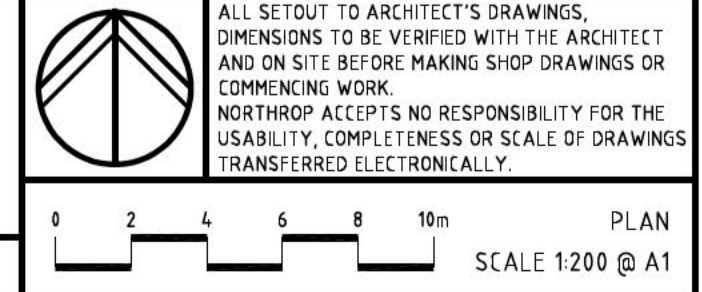 ALL SETOUT TO ARCHITECT'S DRAWINGS,
DIMENSIONS TO BE VERIFIED WITH THE ARCHITECT
AND ON SITE BEFORE MAKING SHOP DRAWINGS OR
COMMENCING WORK.
NORTHROP ACCEPTS NO RESPONSIBILITY FOR THE
USABILITY, COMPLETENESS OR SCALE OF DRAWINGS
TRANSFERRED ELECTRONICALLY.
0 2 4 6 8 10m
PLAN
SCALE 1:200 @ A1